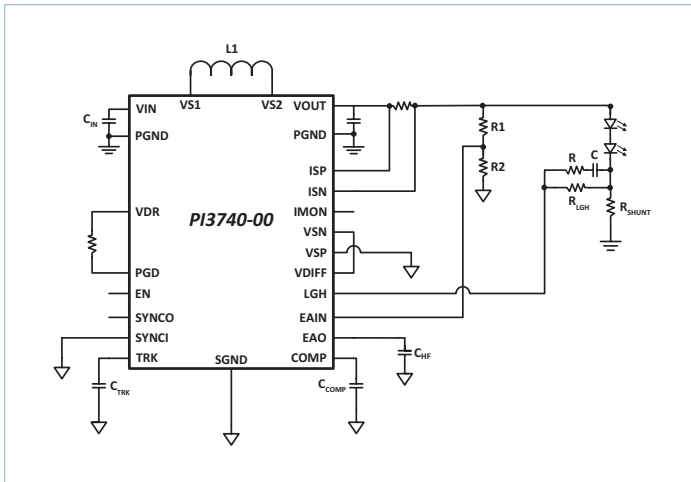 L1
VS1 VS2
VIN
VOUT
C_IN
PGND
PGND
R1
ISP
R C
R2
ISN
R_LGH
R_SHUNT
VDR
IMON
PI3740-00
VSN
VSP
PGD
VDIFF
EN
LGH
SYNCO
EAIN
SYNCI
EAO
C_HF
TRK
SGND
COMP
C_TRK
C_COMP